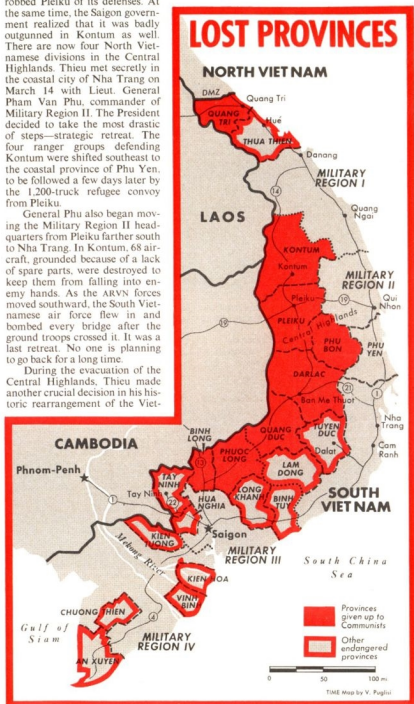 robbed Pleiku of its defenses. At
the same time, the Saigon govern-
ment realized that it was badly
outgunned in Kontum as well.
There are now four North Viet-
namese divisions in the Central
Highlands. Thieu met secretly in
the coastal city of Nha Trang on
March 14 with Lieut. General
Pham Van Phu, commander of
Military Region II. The President
decided to take the most drastic
of steps—strategic retreat. The
four ranger groups defending
Kontum were shifted southeast to
the coastal province of Phu Yen,
to be followed a few days later by
the 1,200-truck refugee convoy
from Pleiku.
General Phu also began mov-
ing the Military Region II head-
quarters from Pleiku farther south
to Nha Trang. In Kontum, 68 air-
craft, grounded because of a lack
of spare parts, were destroyed to
keep them from falling into en-
emy hands. As the ARVN forces
moved southward, the South Viet-
namese air force flew in and
bombed every bridge after the
ground troops crossed it. It was a
last retreat. No one is planning
to go back for a long time.
During the evacuation of the
Central Highlands, Thieu made
another crucial decision in his his-
toric rearrangement of the Viet-
LOST PROVINCES
NORTH VIET NAM
DMZ
Quang Tri
QUANG TRI
Hué
THUA THIEN
Danang
MILITARY
REGION I
14
LAOS
Quang
Ngai
KONTUM
Kontum
MILITARY
REGION II
Pleiku
19
Qui
Nhon
19
PLEIKU
Central Highlands
PHU
BON
PHU
YEN
DARLAC
Ban Me Thuot
21
1
Nha
Trang
Cam
Ranh
QUANG
DUC
TUYEN
DUC
Dalat
BINH
LONG
CAMBODIA
13
PHUOC
LONG
LAM
DONG
Phnom-Penh
1
TAY
NINH
Tay Ninh
22
HUA
NGHIA
LONG
KHANH
BINH
TUY
SOUTH
VIET NAM
Saigon
KIEN
TUONG
Mekong River
MILITARY
REGION III
South China
Sea
KIEN HOA
VINH
BINH
CHUONG THIEN
4
Gulf of
Siam
MILITARY
REGION IV
AN XUYEN
Provinces
given up to
Communists
Other
endangered
provinces
0 50 100 mi.
TIME Map by V. Puglisi